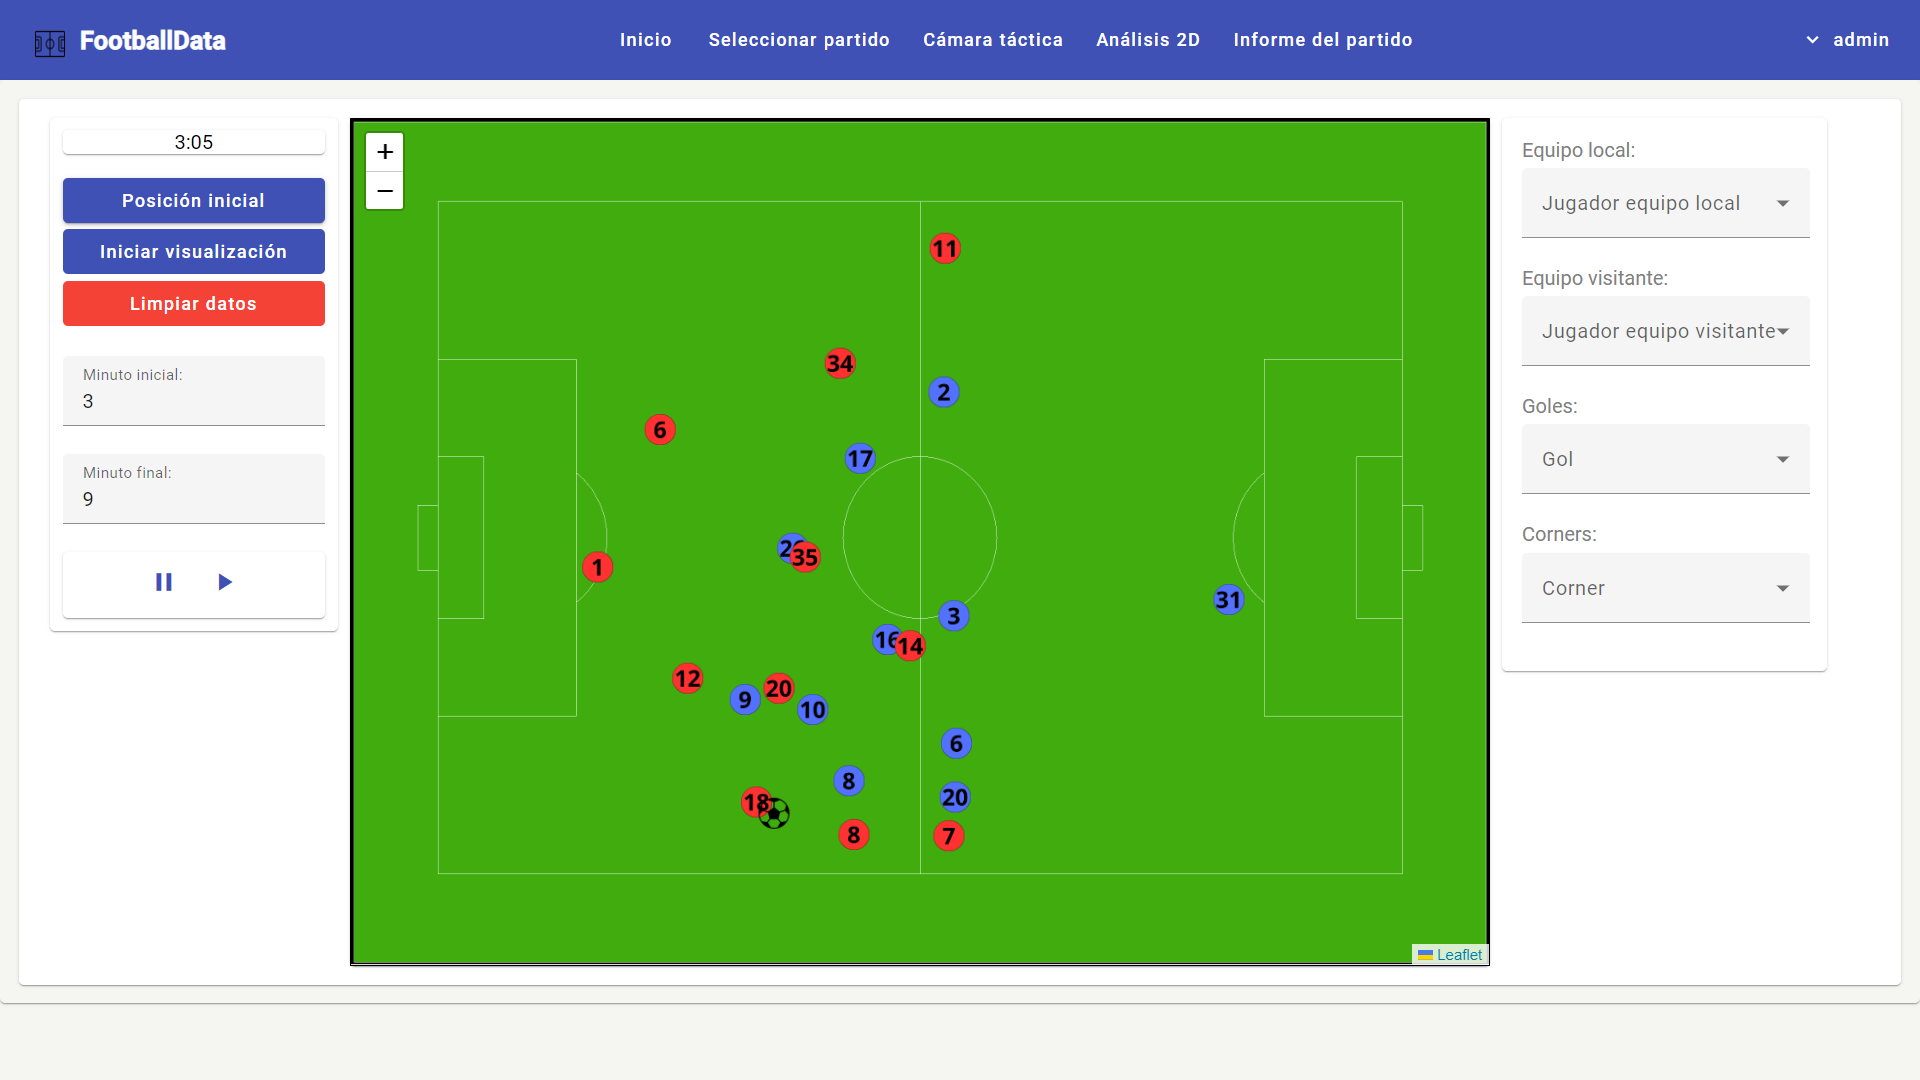 FootballData
Inicio
Seleccionar partido
Cámara táctica
Análisis 2D
Informe del partido
admin
3:05
Posición inicial
Iniciar visualización
Limpiar datos
Minuto inicial:
3
Minuto final:
9
+
−
11
34
2
6
17
35
1
31
3
16
14
12
20
9
10
6
8
20
18
8
7
Leaflet
Equipo local:
Jugador equipo local
Equipo visitante:
Jugador equipo visitante
Goles:
Gol
Corners:
Corner